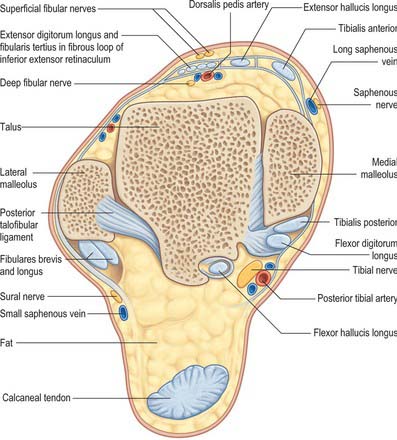 Superficial fibular nerves
Extensor digitorum longus and
fibularis tertius in fibrous loop of
inferior extensor retinaculum
Deep fibular nerve
Talus
Lateral
malleolus
Posterior
talofibular
ligament
Fibulares brevis
and longus
Sural nerve
Small saphenous vein
Fat
Calcaneal tendon
Dorsalis pedis artery
Extensor hallucis longus
Tibialis anterior
Long saphenous
vein
Saphenous
nerve
Medial
malleolus
Tibialis posterior
Flexor digitorum
longus
Tibial nerve
Posterior tibial artery
Flexor hallucis longus